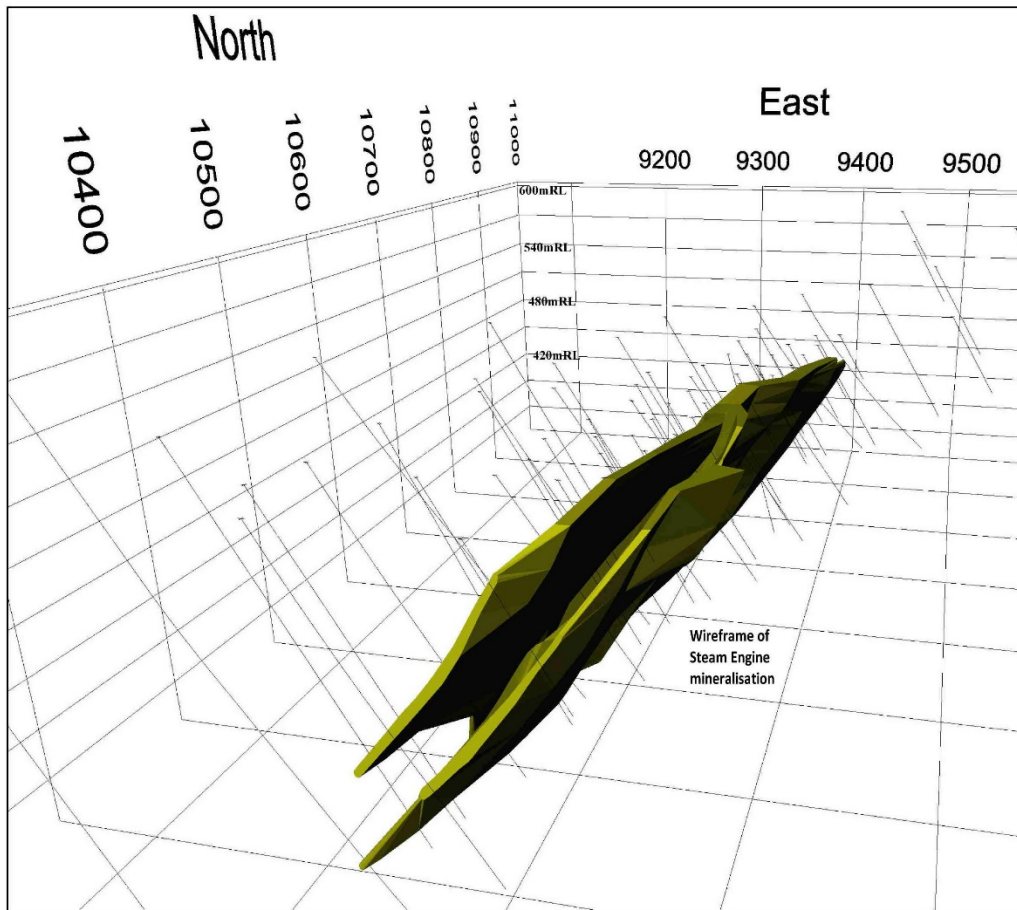 North
East
10400
10500
10600
10700
10800
10900
11000
9200
9300
9400
9500
600mRL
540mRL
480mRL
420mRL
Wireframe of
Steam Engine
mineralisation